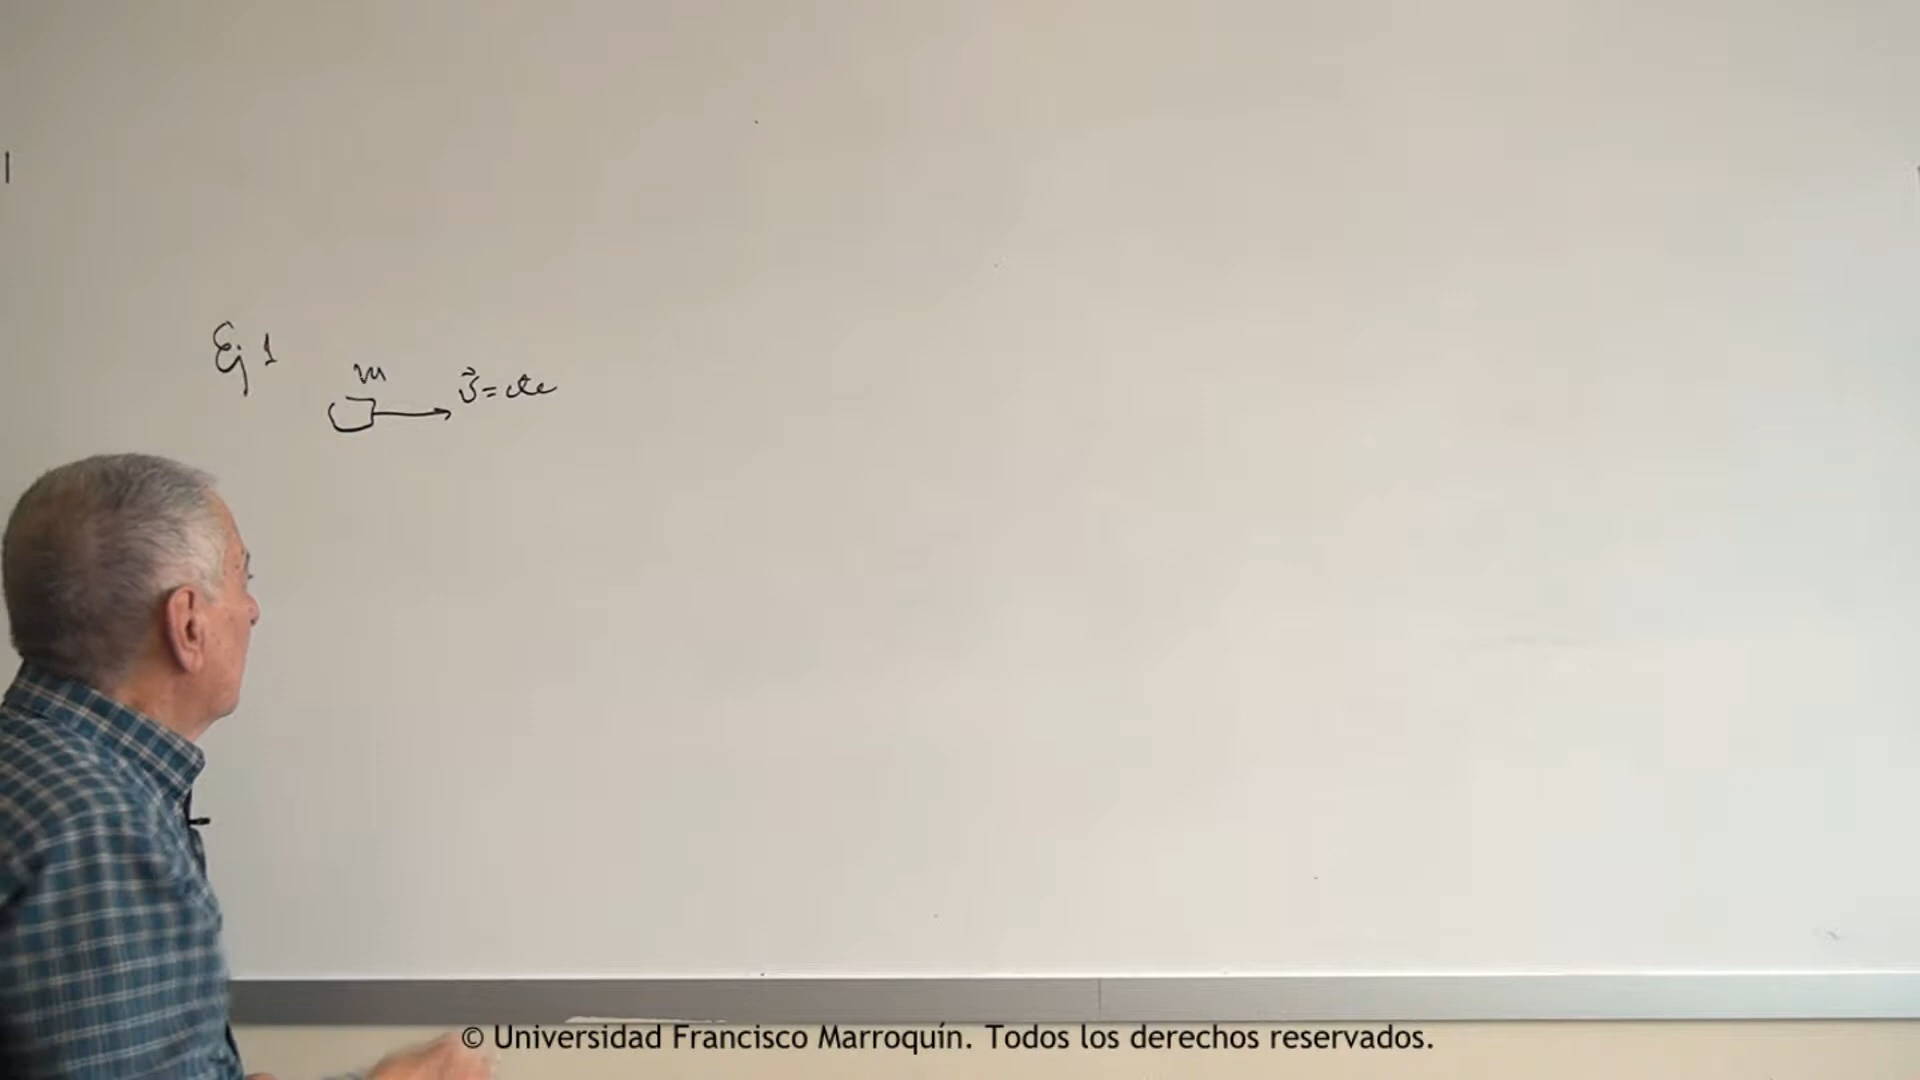 Ej 1
m
v⃗ = cte
© Universidad Francisco Marroquín. Todos los derechos reservados.